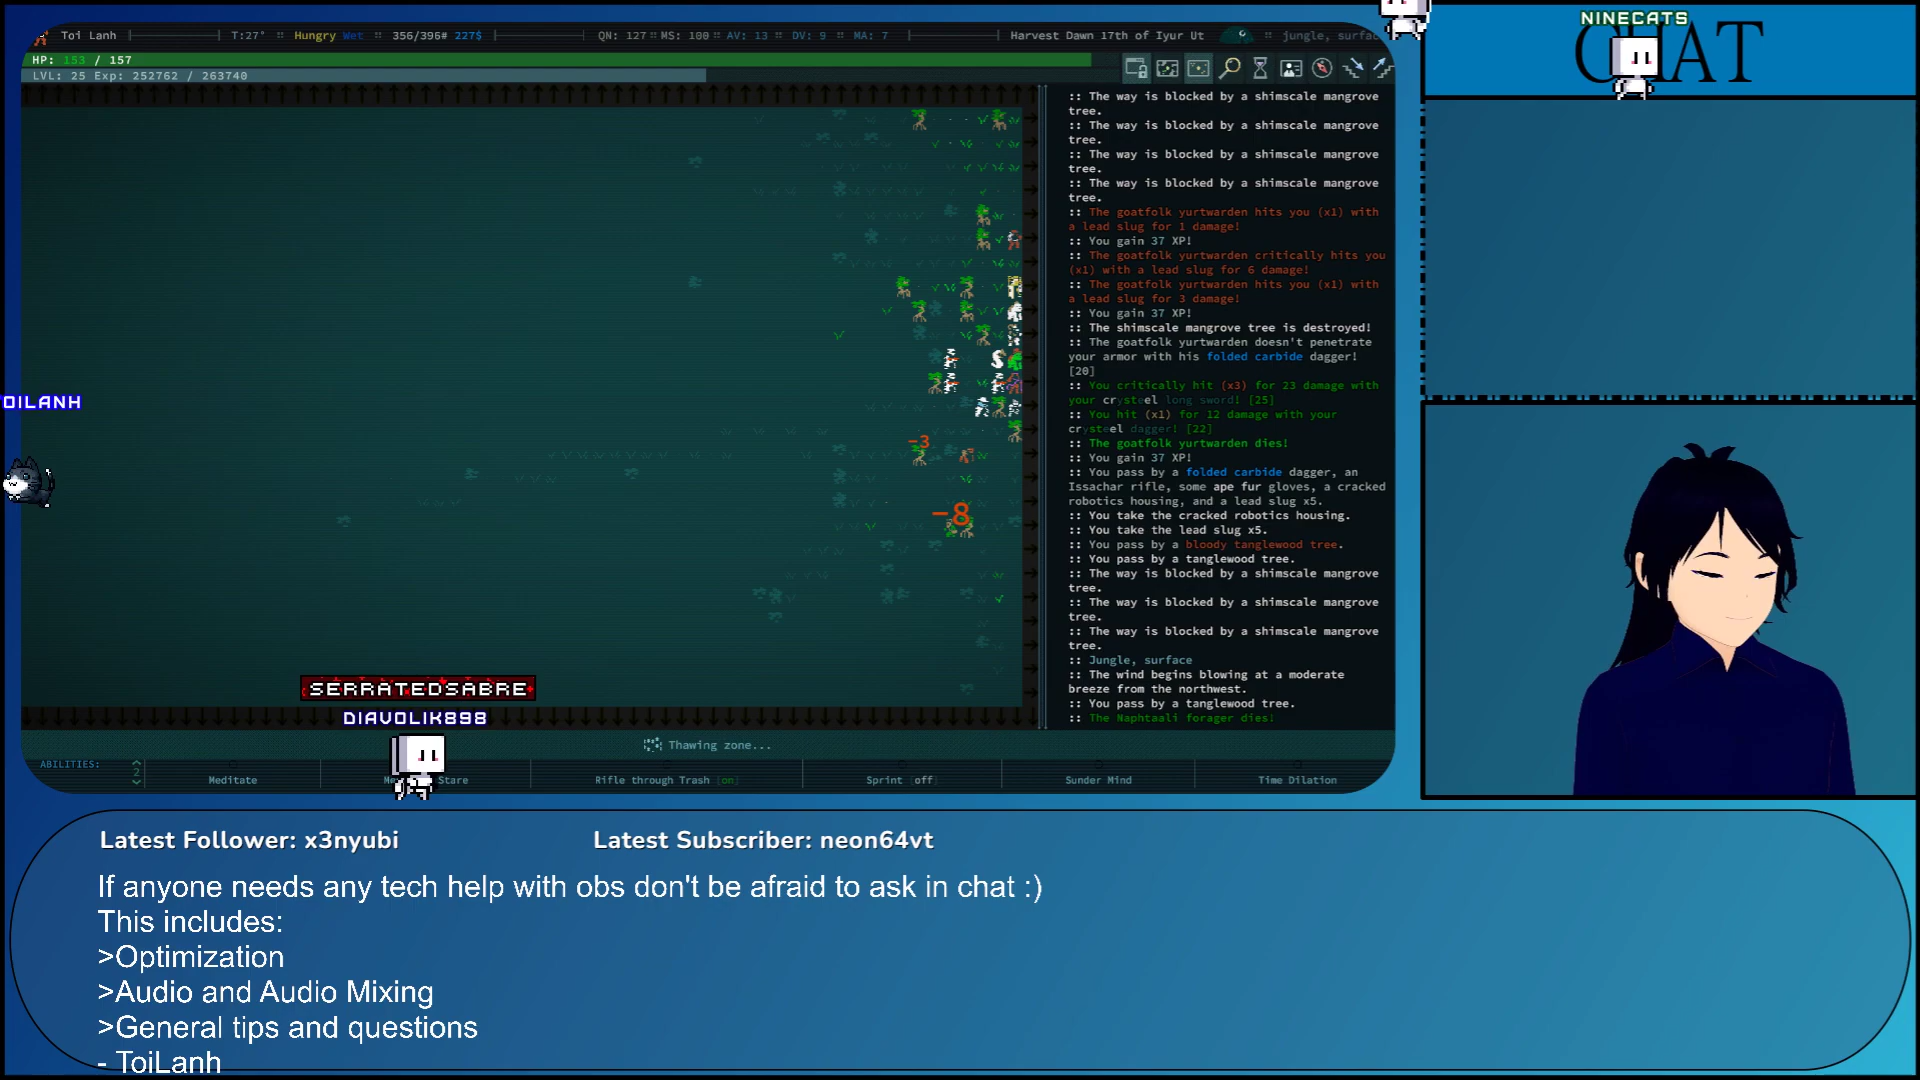 Toi Lanh
T:27° :: Hungry Wet :: 356/396# 227$
QN: 127 :: MS: 100 :: AV: 13 :: DV: 9 :: MA: 7
Harvest Dawn 17th of Iyur Ut
:: jungle, surfac
HP: 153 / 157
LVL: 25 Exp: 252762 / 263740
:: The way is blocked by a shimscale mangrove
tree.
:: The way is blocked by a shimscale mangrove
tree.
:: The way is blocked by a shimscale mangrove
tree.
:: The way is blocked by a shimscale mangrove
tree.
:: The goatfolk yurtwarden hits you (x1) with
a lead slug for 1 damage!
:: You gain 37 XP!
:: The goatfolk yurtwarden critically hits you
(x1) with a lead slug for 6 damage!
:: The goatfolk yurtwarden hits you (x1) with
a lead slug for 3 damage!
:: You gain 37 XP!
:: The shimscale mangrove tree is destroyed!
:: The goatfolk yurtwarden doesn't penetrate
your armor with his folded carbide dagger!
[20]
:: You critically hit (x3) for 23 damage with
your crysteel long sword! [25]
:: You hit (x1) for 12 damage with your
crysteel dagger! [22]
:: The goatfolk yurtwarden dies!
:: You gain 37 XP!
:: You pass by a folded carbide dagger, an
Issachar rifle, some ape fur gloves, a cracked
robotics housing, and a lead slug x5.
:: You take the cracked robotics housing.
:: You take the lead slug x5.
:: You pass by a bloody tanglewood tree.
:: You pass by a tanglewood tree.
:: The way is blocked by a shimscale mangrove
tree.
:: The way is blocked by a shimscale mangrove
tree.
:: The way is blocked by a shimscale mangrove
tree.
:: Jungle, surface
:: The wind begins blowing at a moderate
breeze from the northwest.
:: You pass by a tanglewood tree.
:: The Naphtaali forager dies!
-3
-8
OILANH
SERRATEDSABRE
DIAVOLIK898
Thawing zone...
ABILITIES:
2
Meditate
Stare
Rifle through Trash [on]
Sprint [off]
Sunder Mind
Time Dilation
NINECATS
CHAT
Latest Follower: x3nyubi
Latest Subscriber: neon64vt
If anyone needs any tech help with obs don't be afraid to ask in chat :)
This includes:
>Optimization
>Audio and Audio Mixing
>General tips and questions
- ToiLanh